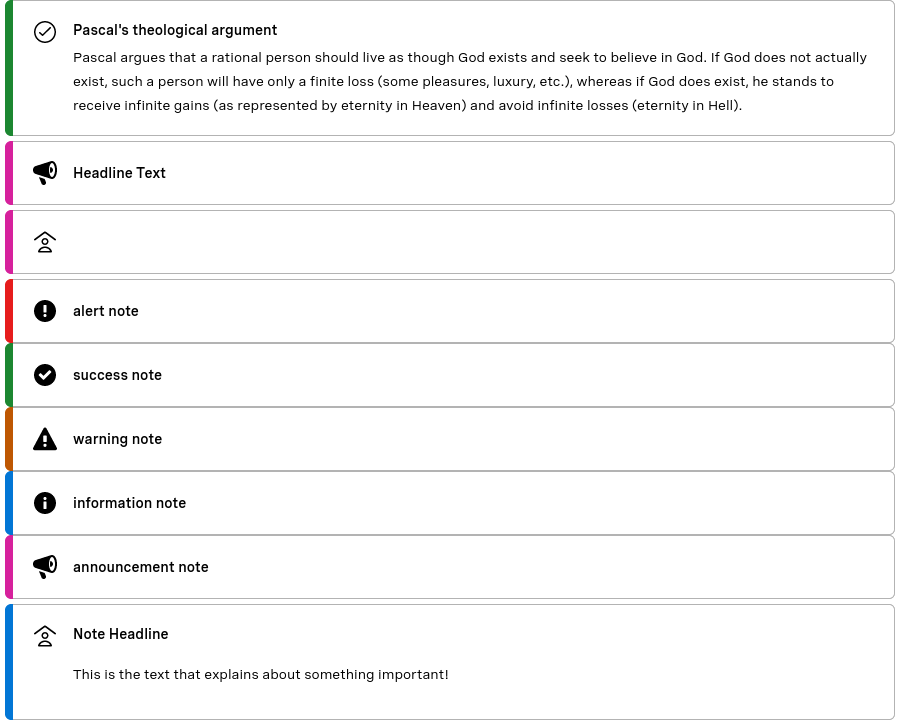 Pascal's theological argument
Pascal argues that a rational person should live as though God exists and seek to believe in God. If God does not actually
exist, such a person will have only a finite loss (some pleasures, luxury, etc.), whereas if God does exist, he stands to
receive infinite gains (as represented by eternity in Heaven) and avoid infinite losses (eternity in Hell).
Headline Text
alert note
success note
warning note
information note
announcement note
Note Headline
This is the text that explains about something important!